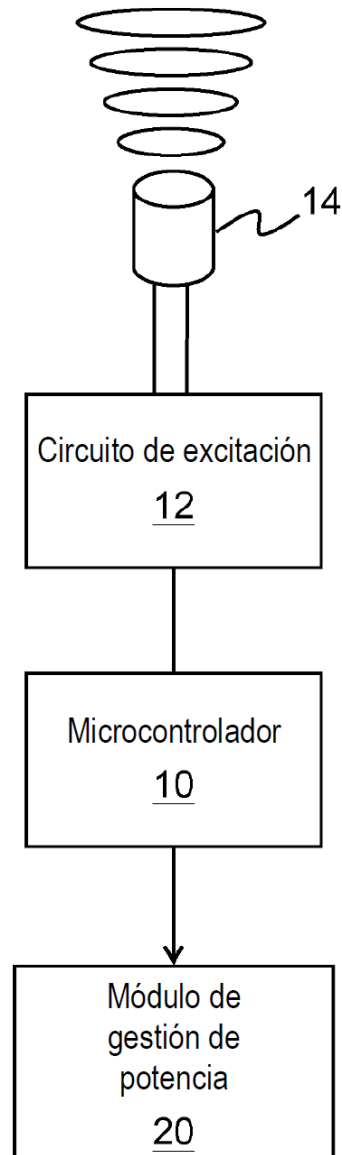 14
Circuito de excitación
12
Microcontrolador
10
Módulo de
gestión de
potencia
20